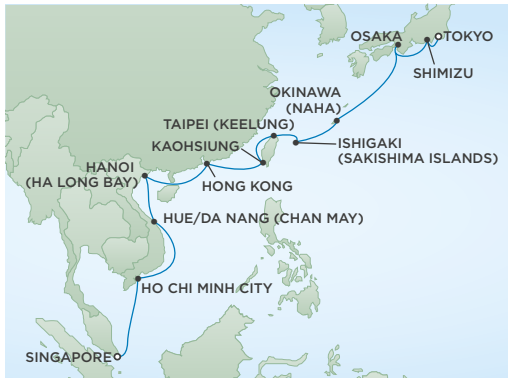 OSAKA
TOKYO
SHIMIZU
OKINAWA
(NAHA)
TAIPEI (KEELUNG)
KAOHSIUNG
ISHIGAKI
(SAKISHIMA ISLANDS)
HANOI
(HA LONG BAY)
HONG KONG
HUE/DA NANG (CHAN MAY)
HO CHI MINH CITY
SINGAPORE